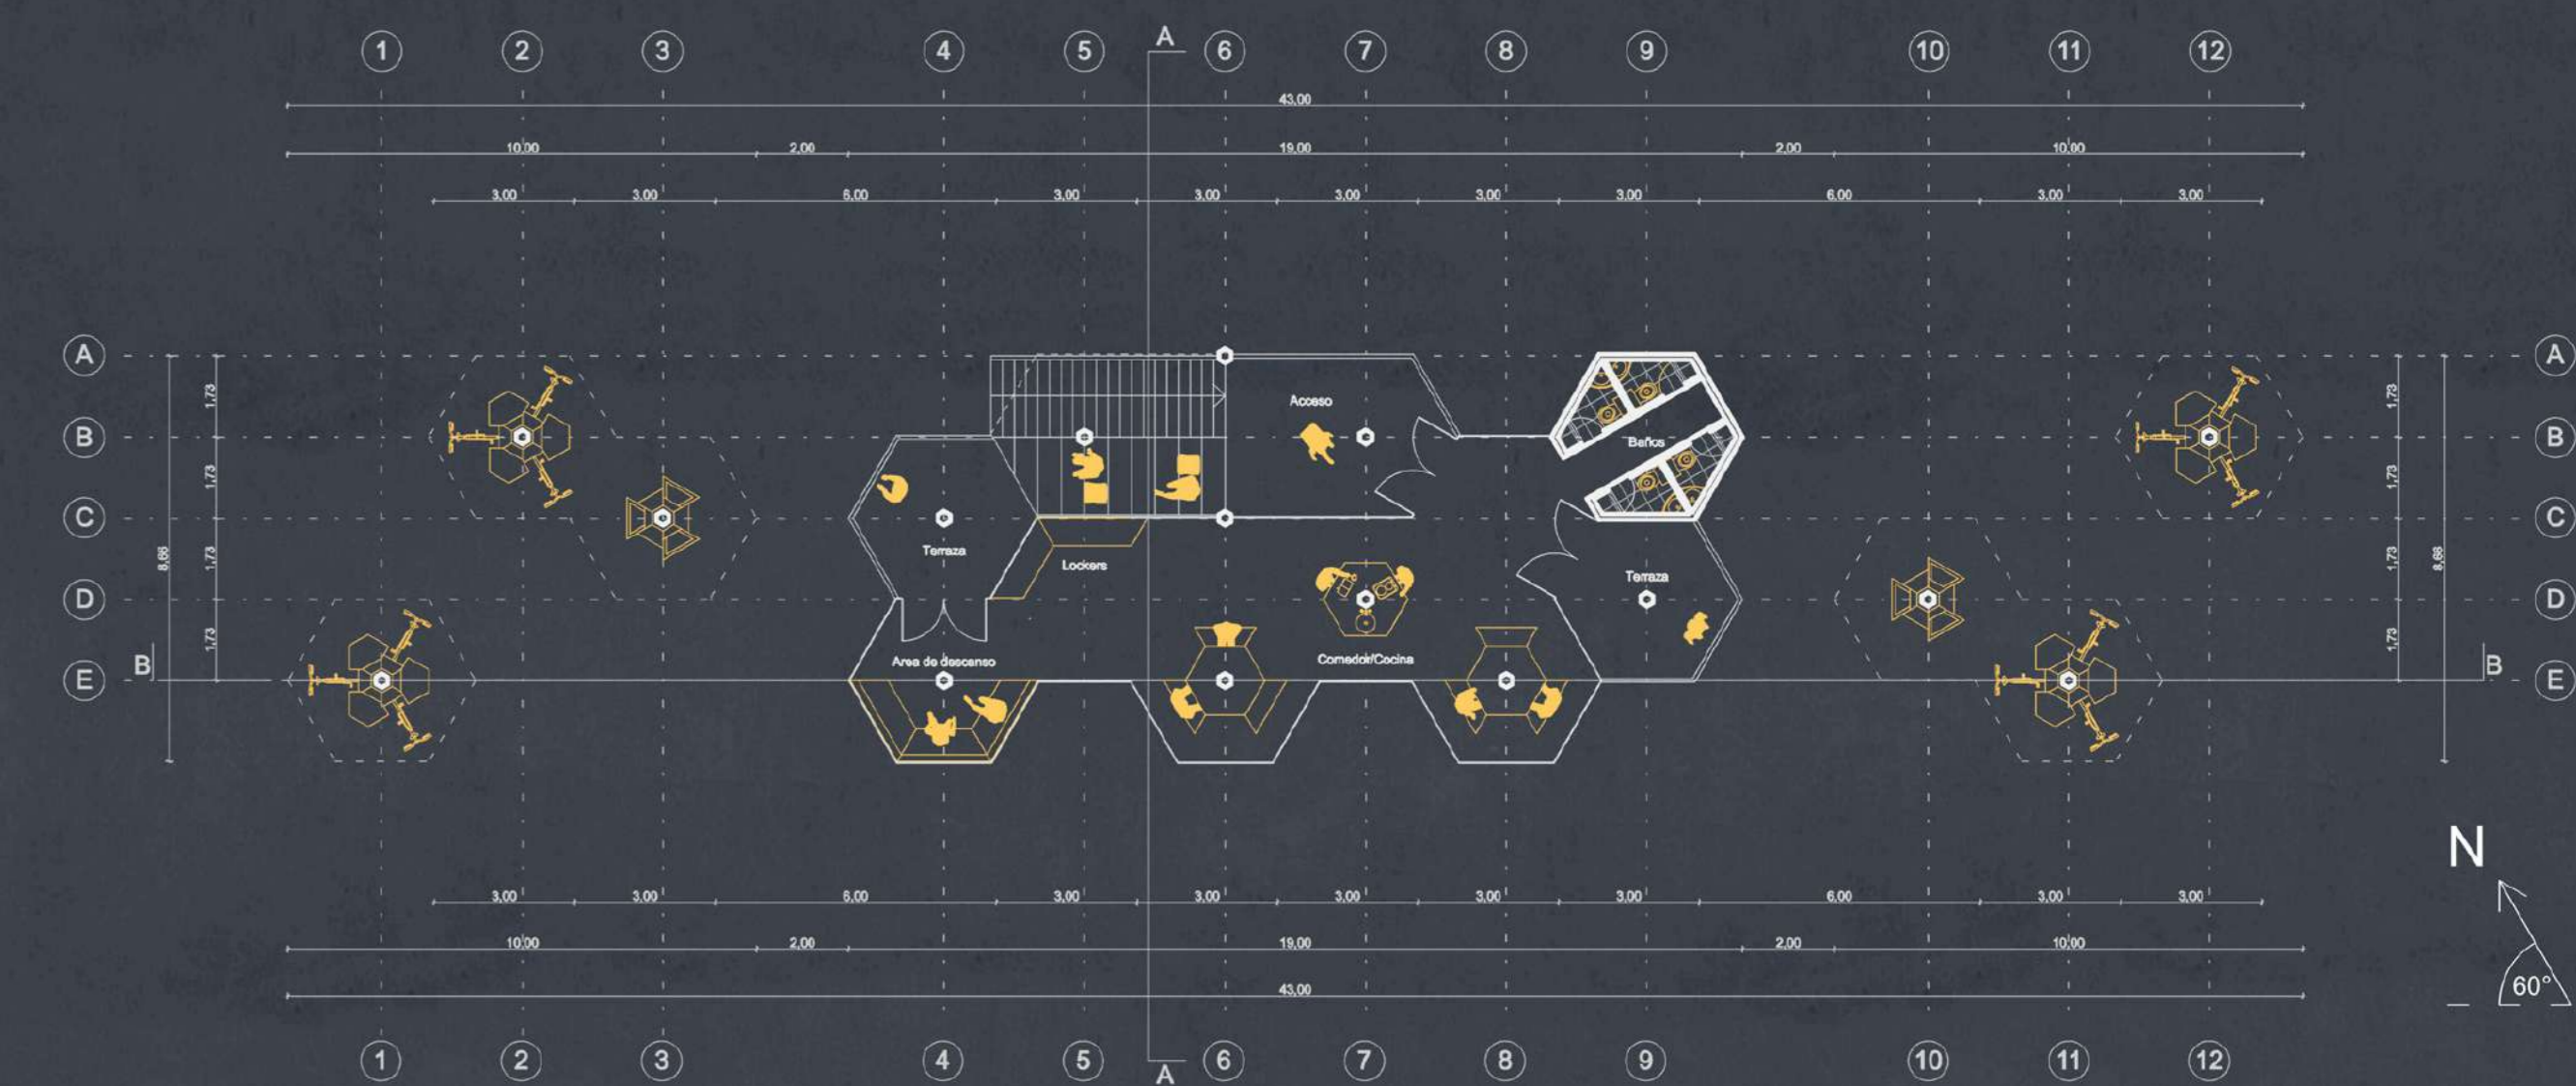 A
1 2 3 4 5 6 7 8 9 10 11 12
43,00
10,00 2,00 19,00 2,00 10,00
3,00 3,00 6,00 3,00 3,00 3,00 3,00 3,00 6,00 3,00 3,00
A A
1,73 1,73
Acceso
B B
Baños
1,73 1,73
C C
Terraza
8,66 1,73 1,73 8,66
Lockers
Terraza
D D
1,73 1,73
Area de descanso Comedor/Cocina
B B
E E
N
60°
3,00 3,00 6,00 3,00 3,00 3,00 3,00 3,00 6,00 3,00 3,00
10,00 2,00 19,00 2,00 10,00
43,00
1 2 3 4 5 6 7 8 9 10 11 12
A